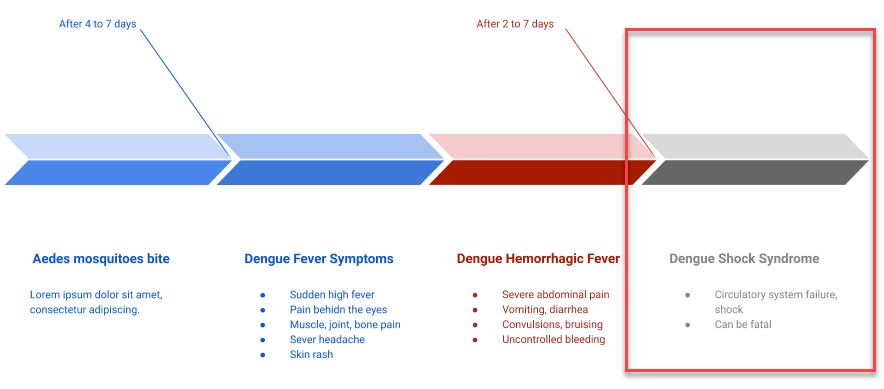 After 4 to 7 days
After 2 to 7 days
Aedes mosquitoes bite
Lorem ipsum dolor sit amet,
consectetur adipiscing.
Dengue Fever Symptoms
● Sudden high fever
● Pain behidn the eyes
● Muscle, joint, bone pain
● Sever headache
● Skin rash
Dengue Hemorrhagic Fever
● Severe abdominal pain
● Vomiting, diarrhea
● Convulsions, bruising
● Uncontrolled bleeding
Dengue Shock Syndrome
● Circulatory system failure,
shock
● Can be fatal